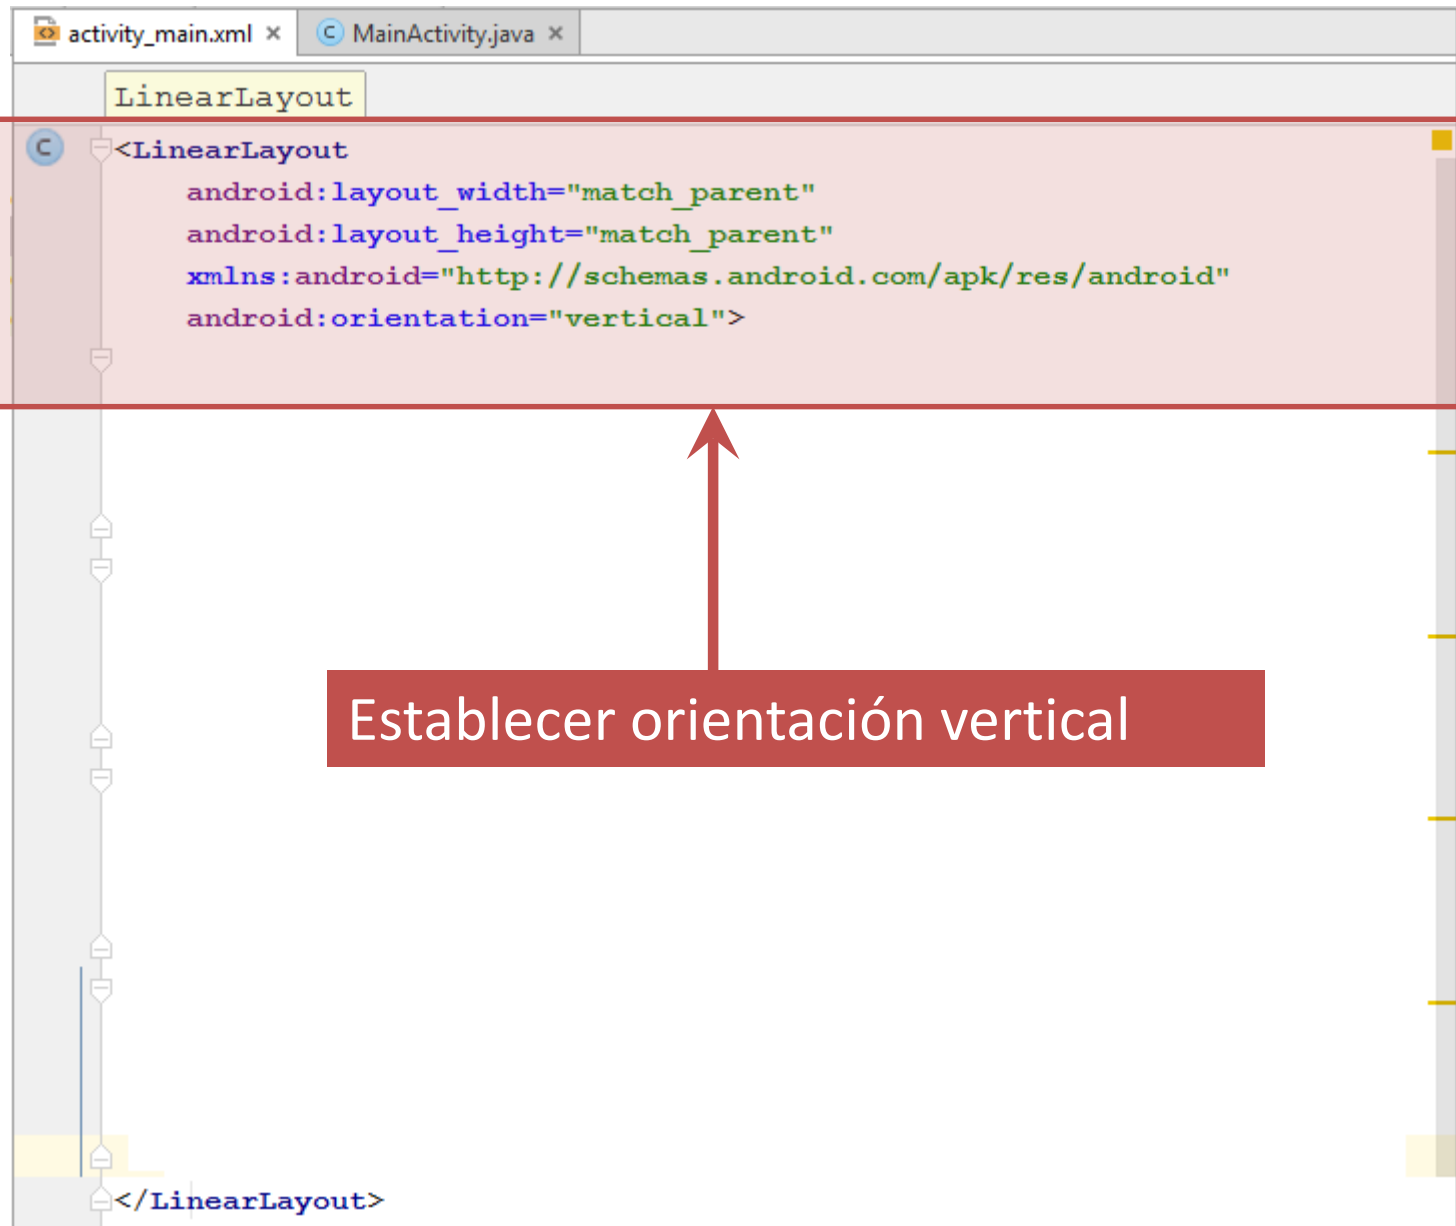 activity_main.xml
MainActivity.java
LinearLayout
<LinearLayout
android:layout_width="match_parent"
android:layout_height="match_parent"
xmlns:android="http://schemas.android.com/apk/res/android"
android:orientation="vertical">
Establecer orientación vertical
</LinearLayout>